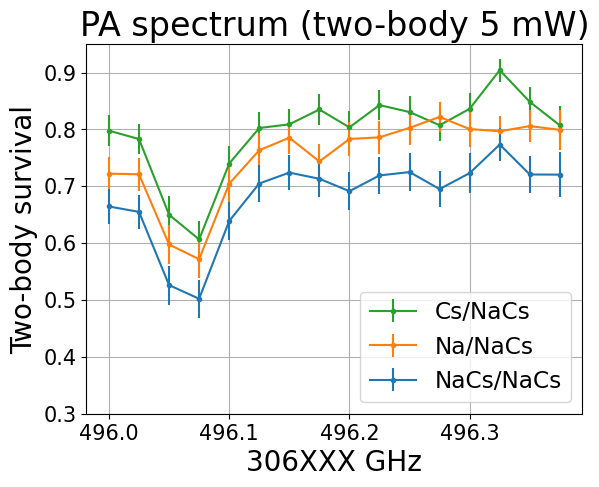 PA spectrum (two-body 5 mW)
Two-body survival
0.9
0.8
0.7
0.6
0.5
0.4
0.3
Cs/NaCs
Na/NaCs
NaCs/NaCs
496.0 496.1 496.2 496.3
306XXX GHz